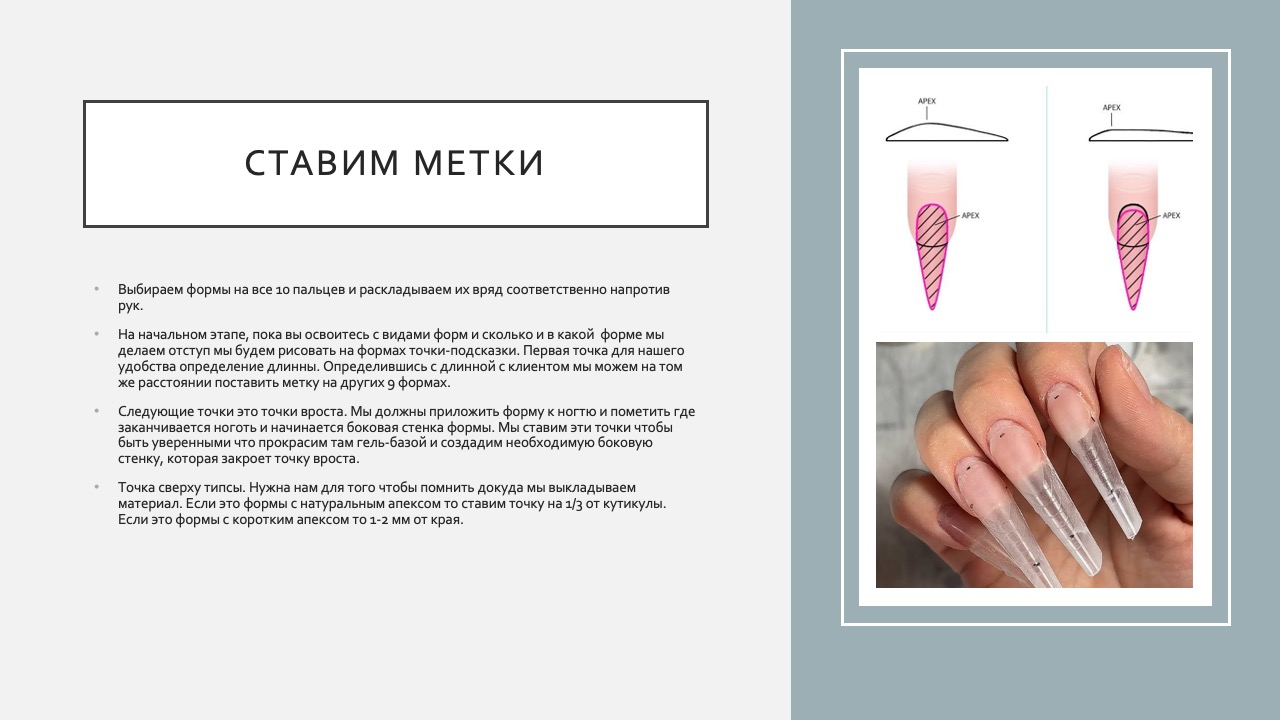 СТАВИМ МЕТКИ
• Выбираем формы на все 10 пальцев и раскладываем их вряд соответственно напротив
рук.
• На начальном этапе, пока вы освоитесь с видами форм и сколько и в какой форме мы
делаем отступ мы будем рисовать на формах точки-подсказки. Первая точка для нашего
удобства определение длинны. Определившись с длинной с клиентом мы можем на том
же расстоянии поставить метку на других 9 формах.
• Следующие точки это точки вроста. Мы должны приложить форму к ногтю и пометить где
заканчивается ноготь и начинается боковая стенка формы. Мы ставим эти точки чтобы
быть уверенными что прокрасим там гель-базой и создадим необходимую боковую
стенку, которая закроет точку вроста.
• Точка сверху типсы. Нужна нам для того чтобы помнить докуда мы выкладываем
материал. Если это формы с натуральным апексом то ставим точку на 1/3 от кутикулы.
Если это формы с коротким апексом то 1-2 мм от края.
APEX
APEX
APEX
APEX